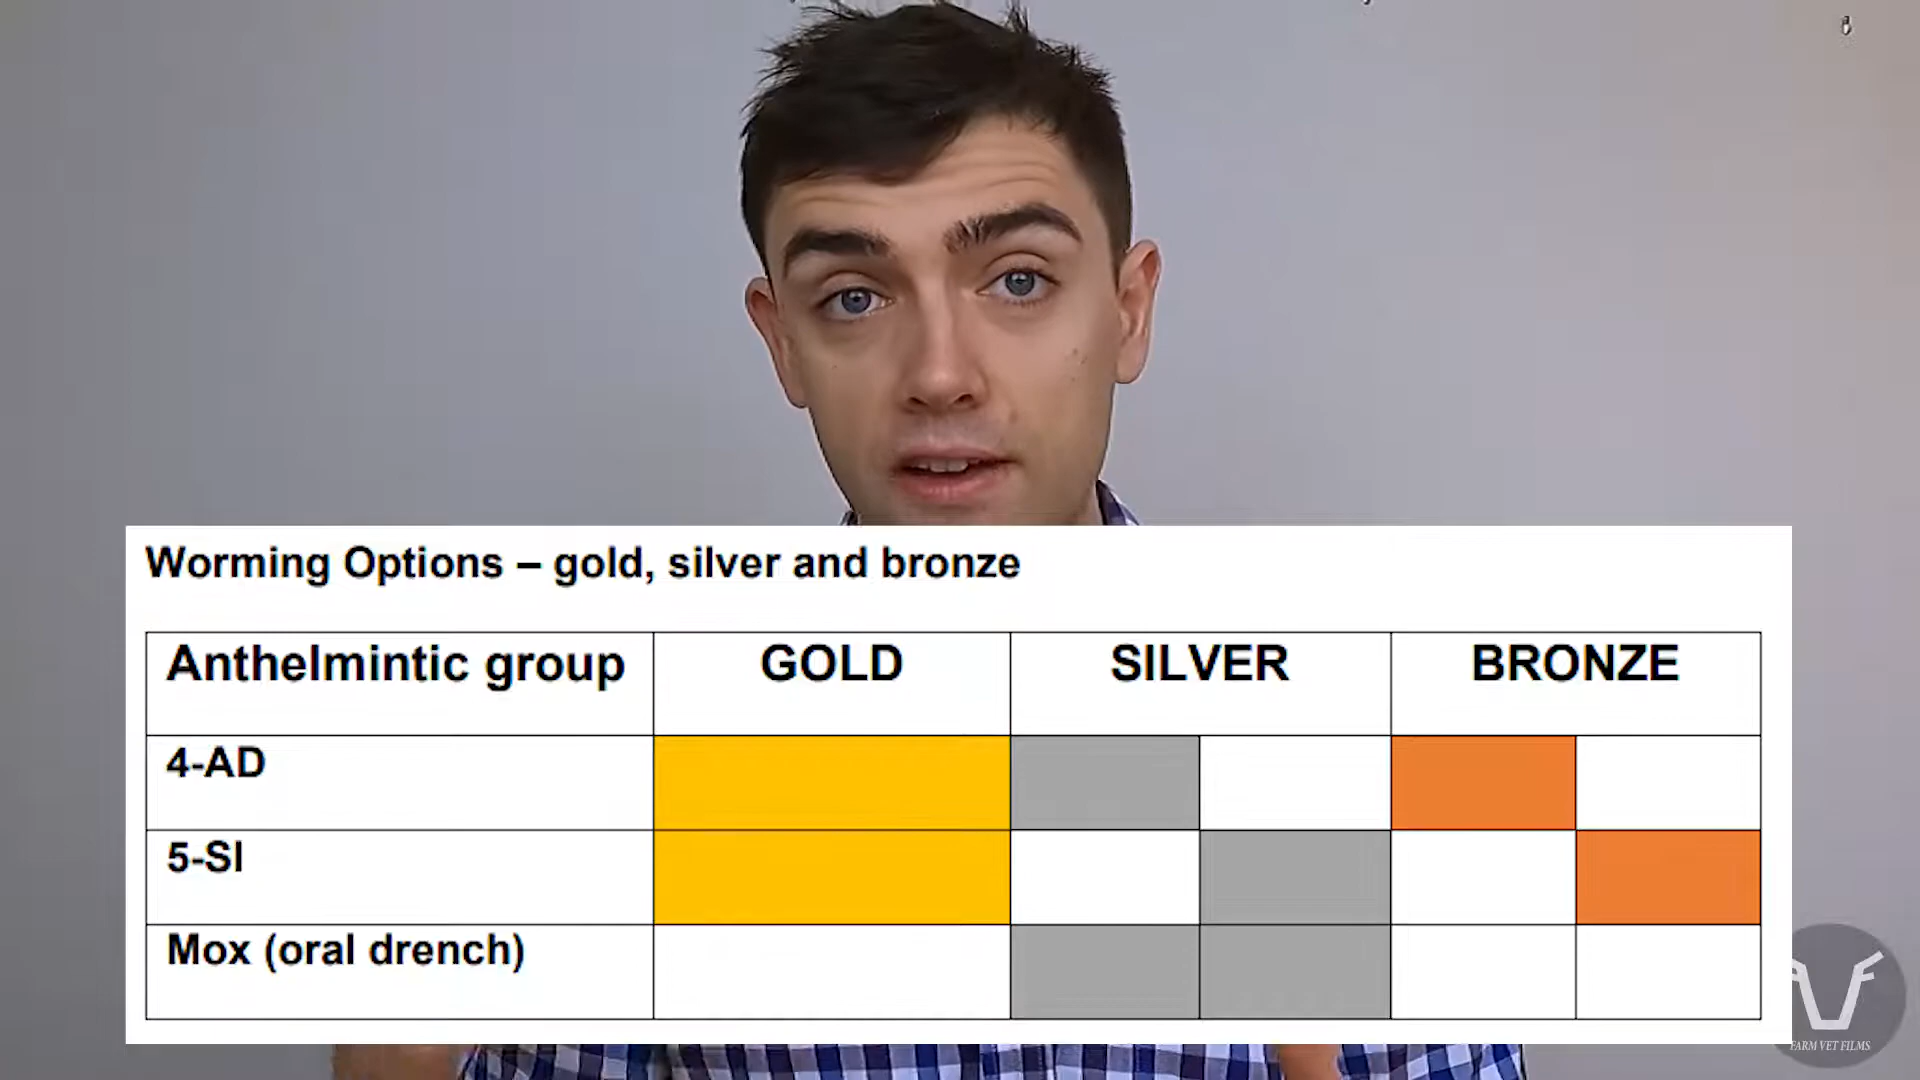 Worming Options – gold, silver and bronze
Anthelmintic group GOLD SILVER BRONZE
4-AD
5-SI
Mox (oral drench)
FARM VET FILMS